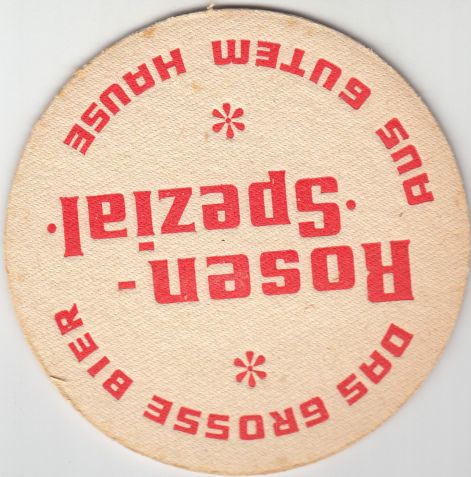 DAS GROSSE BIER
Rosen-
·Spezial·
AUS GUTEM HAUSE